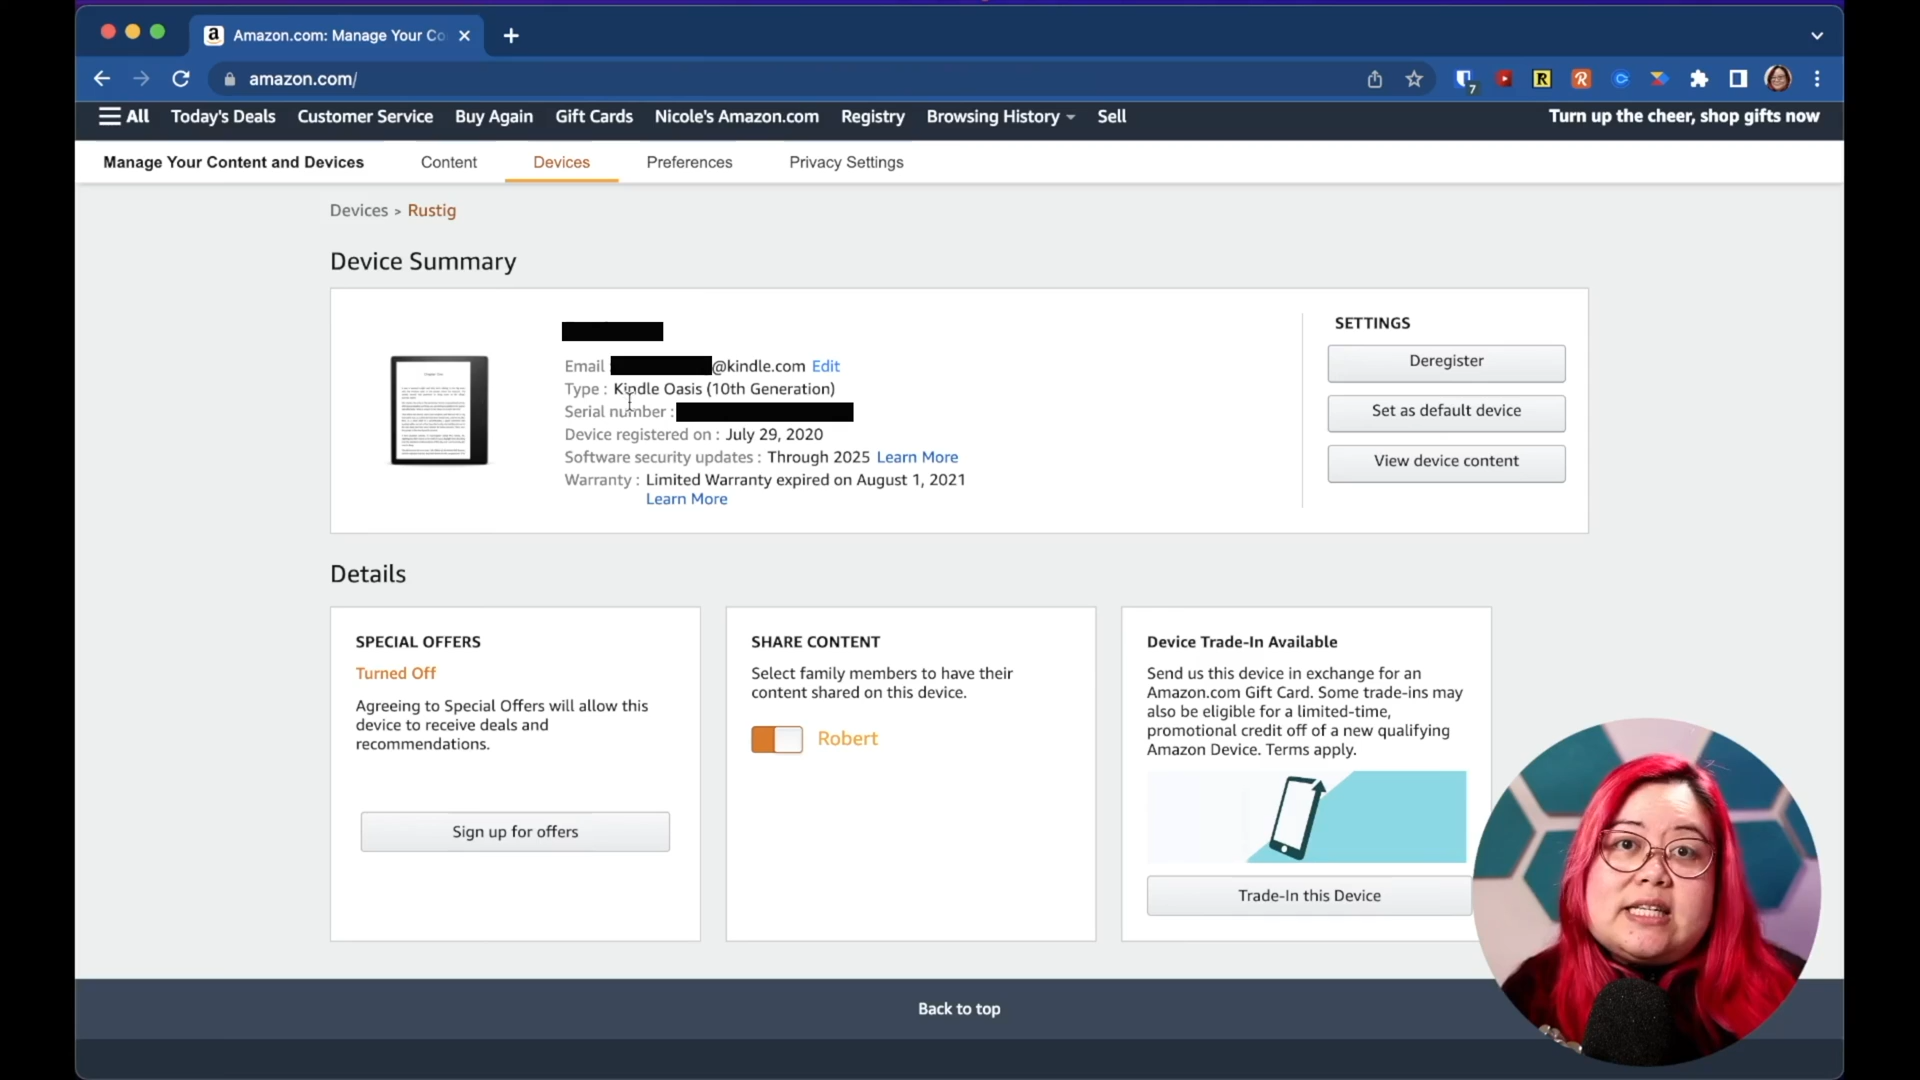 Amazon.com: Manage Your Co
amazon.com/
7
All Today's Deals Customer Service Buy Again Gift Cards Nicole's Amazon.com Registry Browsing History Sell Turn up the cheer, shop gifts now
Manage Your Content and Devices Content Devices Preferences Privacy Settings
Devices > Rustig
Device Summary
Email @kindle.com Edit
Type : Kindle Oasis (10th Generation)
Serial number :
Device registered on : July 29, 2020
Software security updates : Through 2025 Learn More
Warranty : Limited Warranty expired on August 1, 2021
Learn More
SETTINGS
Deregister
Set as default device
View device content
Details
SPECIAL OFFERS
Turned Off
Agreeing to Special Offers will allow this
device to receive deals and
recommendations.
Sign up for offers
SHARE CONTENT
Select family members to have their
content shared on this device.
Robert
Device Trade-In Available
Send us this device in exchange for an
Amazon.com Gift Card. Some trade-ins may
also be eligible for a limited-time,
promotional credit off of a new qualifying
Amazon Device. Terms apply.
Trade-In this Device
Back to top